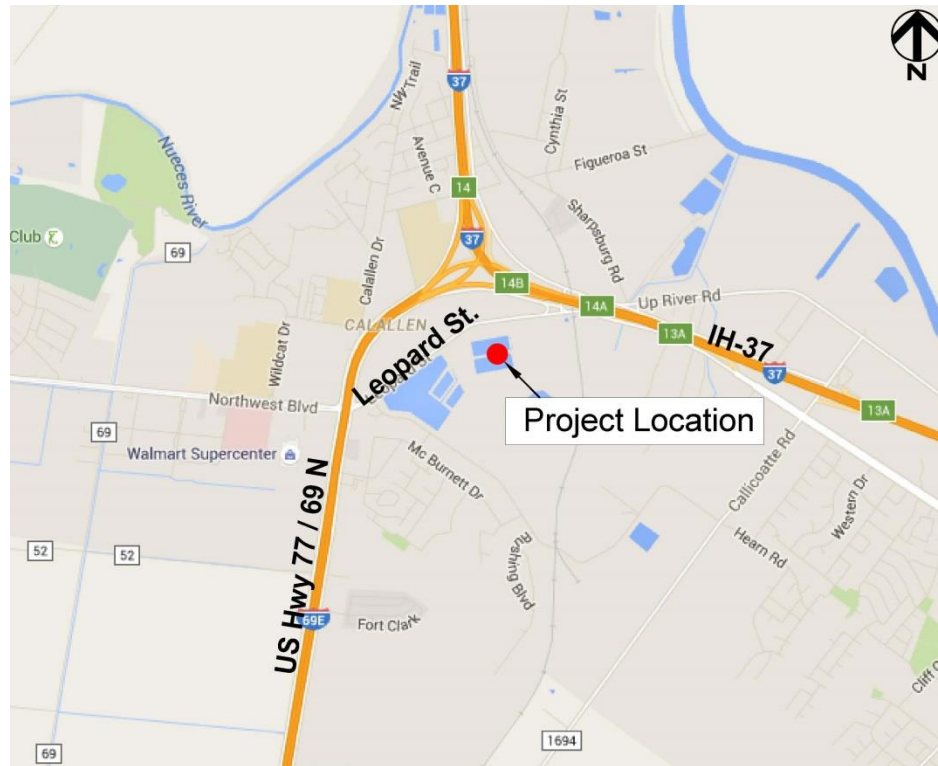 N
37
NW Trail
Cynthia St
Avenue C
Figueroa St
Nueces River
14
Sharpsburg Rd
Club
69
37
Calallen Dr
14B
14A
Up River Rd
CALALLEN
13A
IH-37
Wildcat Dr
Leopard St.
Leopard St
37
Northwest Blvd
13A
Project Location
69
Walmart Supercenter
Mc Burnett Dr
Callicoatte Rd
Western Dr
US Hwy 77 / 69 N
Hearn Rd
52
52
Rushing Blvd
69E
Fort Clark
Cliff C
1694
69